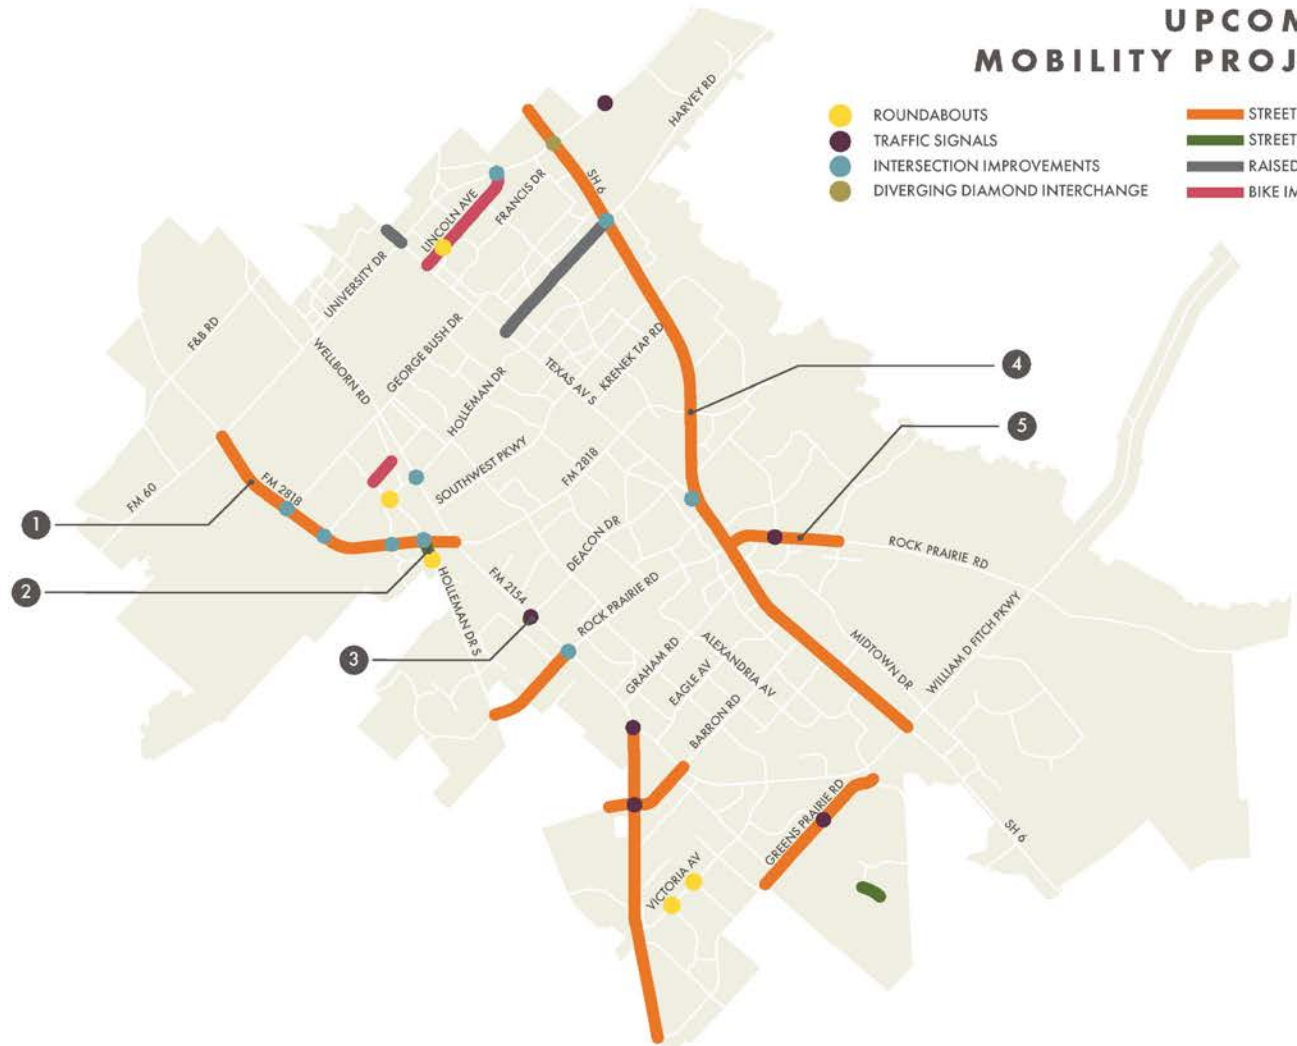 UPCOM
MOBILITY PROJ
ROUNDABOUTS
TRAFFIC SIGNALS
INTERSECTION IMPROVEMENTS
DIVERGING DIAMOND INTERCHANGE
STREET
STREET
RAISED
BIKE IM
HARVEY RD
SH 6
FRANCIS DR
LINCOLN AVE
UNIVERSITY DR
F&B RD
WELLBORN RD
GEORGE BUSH DR
HOLLEMAN DR
TEXAS AV S
KRENEK TAP RD
4
5
SOUTHWEST PKWY
FM 2818
FM 60
FM 2818
1
DEACON DR
ROCK PRAIRIE RD
2
HOLLEMAN DR S
FM 2154
ROCK PRAIRIE RD
3
GRAHAM RD
EAGLE AV
ALEXANDRIA AV
BARRON RD
MIDTOWN DR
WILLIAM D FITCH PKWY
GREENS PRAIRIE RD
SH 6
VICTORIA AV